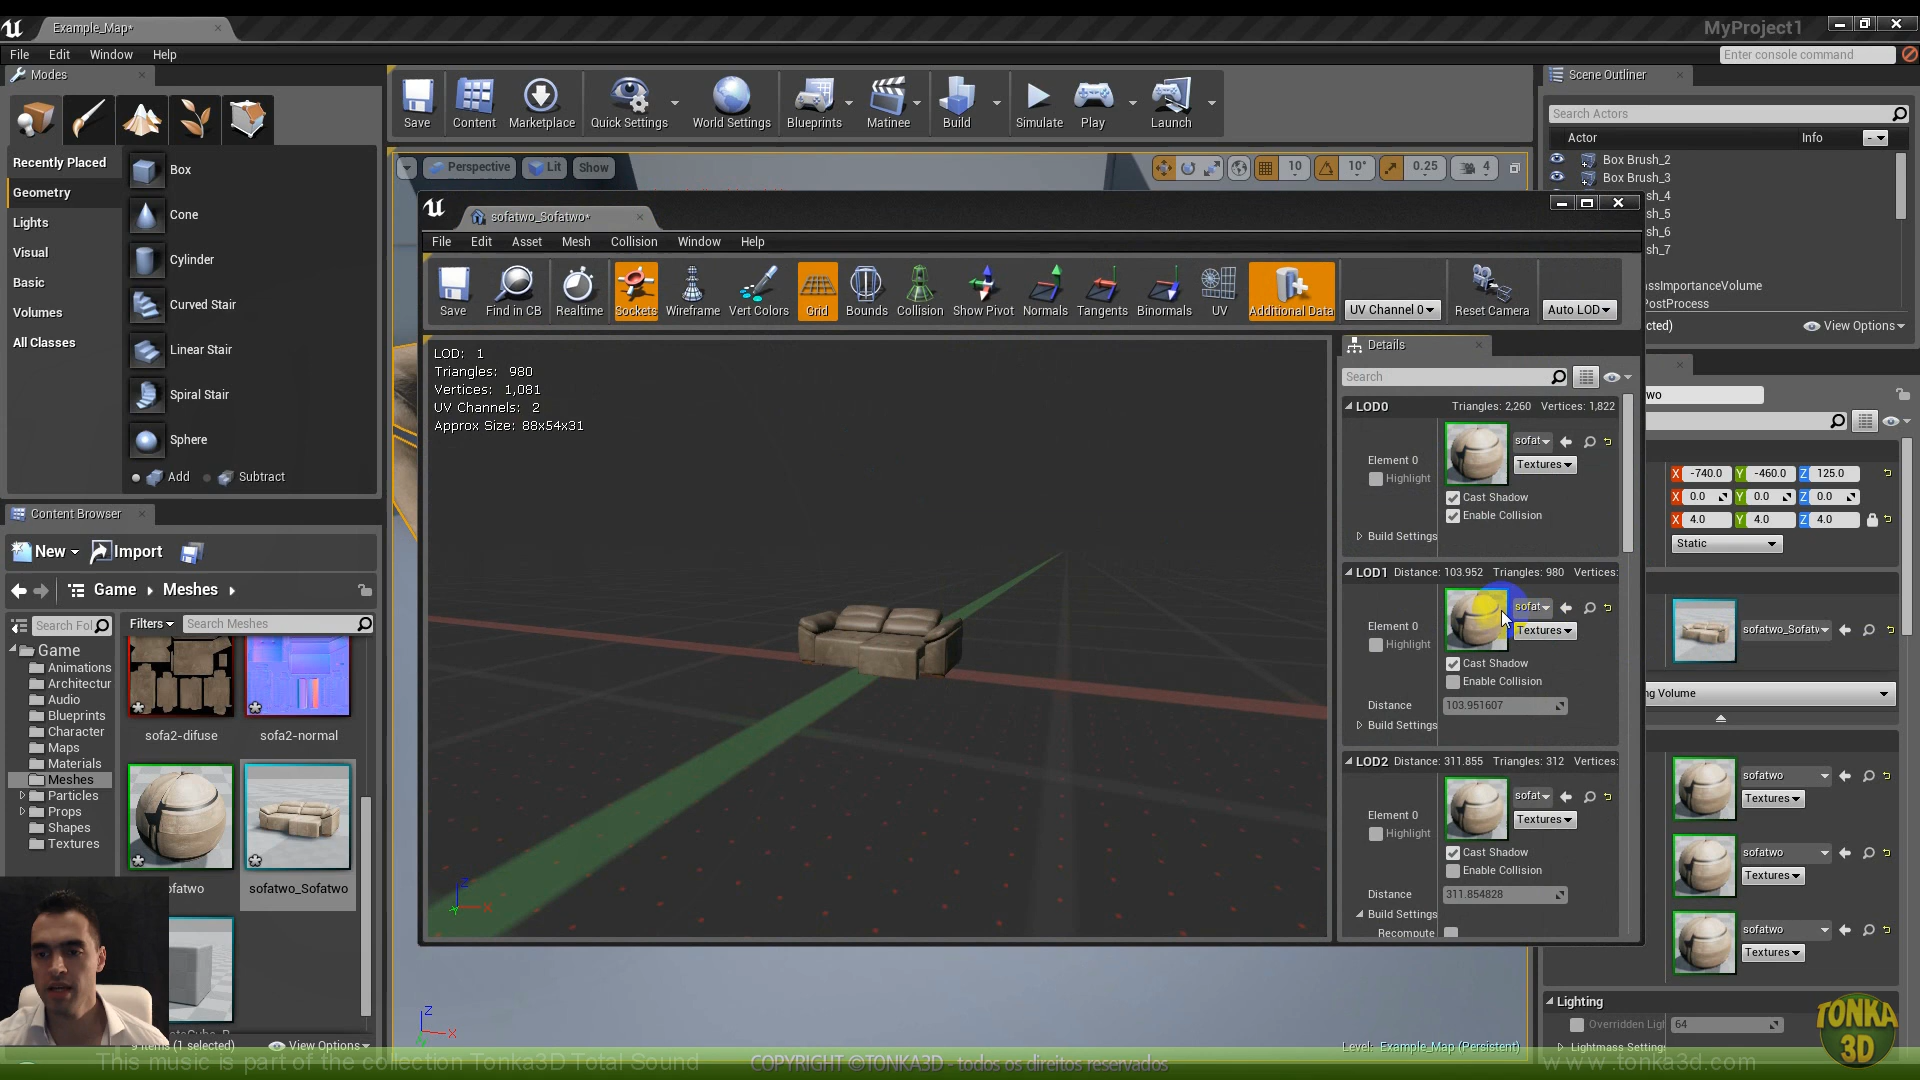 Example_Map*
MyProject1
File Edit Window Help
Enter console command
Modes
Recently Placed
Geometry
Lights
Visual
Basic
Volumes
All Classes
Box
Cone
Cylinder
Curved Stair
Linear Stair
Spiral Stair
Sphere
Add Subtract
Save Content Marketplace Quick Settings World Settings Blueprints Matinee Build Simulate Play Launch
Perspective Lit Show
10 10° 0.25 4
Scene Outliner
Search Actors
Actor Info
Box Brush_2
Box Brush_3
sh_4
sh_5
sh_6
sh_7
assImportanceVolume
PostProcess
cted) View Options
sofatwo_Sofatwo*
File Edit Asset Mesh Collision Window Help
Save Find in CB Realtime Sockets Wireframe Vert Colors Grid Bounds Collision Show Pivot Normals Tangents Binormals UV Additional Data UV Channel 0 Reset Camera Auto LOD
LOD: 1
Triangles: 980
Vertices: 1,081
UV Channels: 2
Approx Size: 88x54x31
Details
Search
LOD0 Triangles: 2,260 Vertices: 1,822
Element 0
Highlight
sofat
Textures
Cast Shadow
Enable Collision
Build Settings
LOD1 Distance: 103.952 Triangles: 980 Vertices:
Element 0
Highlight
sofat
Textures
Cast Shadow
Enable Collision
Distance 103.951607
Build Settings
LOD2 Distance: 311.855 Triangles: 312 Vertices:
Element 0
Highlight
sofat
Textures
Cast Shadow
Enable Collision
Distance 311.854828
Build Settings
Recompute
wo
X -740.0 Y -460.0 Z 125.0
X 0.0 Y 0.0 Z 0.0
X 4.0 Y 4.0 Z 4.0
Static
sofatwo_Sofatw
ng Volume
sofatwo
Textures
sofatwo
Textures
sofatwo
Textures
Lighting
Overridden Ligl 64
Lightmass Setting
Content Browser
New Import
Game Meshes
Search Fol
Filters Search Meshes
Game
Animations
Architectur
Audio
Blueprints
Character
Maps
Materials
Meshes
Particles
Props
Shapes
Textures
sofa2-difuse
sofa2-normal
ofatwo
sofatwo_Sofatwo
9 items (1 selected) View Options
Z X
Z X
Level: Example_Map (Persistent)
TONKA
3D
This music is part of the collection Tonka3D Total Sound
COPYRIGHT ©TONKA3D - todos os direitos reservados
www.tonka3d.com